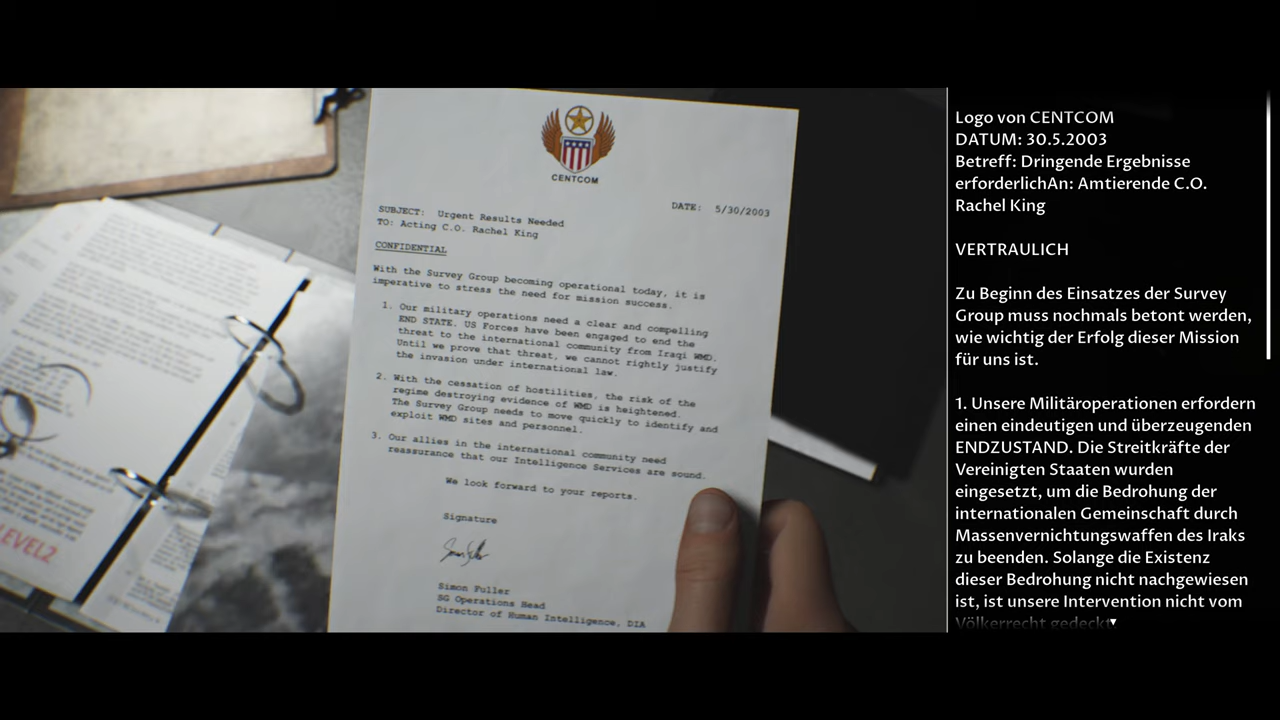 CENTCOM
DATE: 5/30/2003
SUBJECT: Urgent Results Needed
TO: Acting C.O. Rachel King
CONFIDENTIAL
With the Survey Group becoming operational today, it is
imperative to stress the need for mission success.
1. Our military operations need a clear and compelling
END STATE. US Forces have been engaged to end the
threat to the international community from Iraqi WMD.
Until we prove that threat, we cannot rightly justify
the invasion under international law.
2. With the cessation of hostilities, the risk of the
regime destroying evidence of WMD is heightened.
The Survey Group needs to move quickly to identify and
exploit WMD sites and personnel.
3. Our allies in the international community need
reassurance that our Intelligence Services are sound.
We look forward to your reports.
Signature
Simon Fuller
SG Operations Head
Director of Human Intelligence, DIA
LEVEL2
Logo von CENTCOM
DATUM: 30.5.2003
Betreff: Dringende Ergebnisse
erforderlichAn: Amtierende C.O.
Rachel King
VERTRAULICH
Zu Beginn des Einsatzes der Survey
Group muss nochmals betont werden,
wie wichtig der Erfolg dieser Mission
für uns ist.
1. Unsere Militäroperationen erfordern
einen eindeutigen und überzeugenden
ENDZUSTAND. Die Streitkräfte der
Vereinigten Staaten wurden
eingesetzt, um die Bedrohung der
internationalen Gemeinschaft durch
Massenvernichtungswaffen des Iraks
zu beenden. Solange die Existenz
dieser Bedrohung nicht nachgewiesen
ist, ist unsere Intervention nicht vom
Völkerrecht gedeckt.